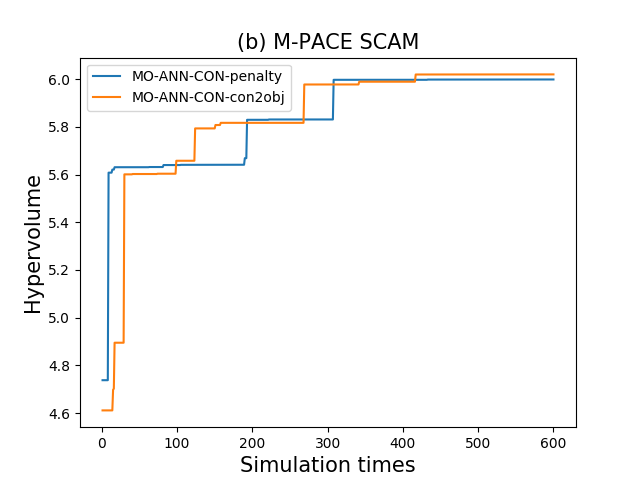 (b) M-PACE SCAM
MO-ANN-CON-penalty
MO-ANN-CON-con2obj
Hypervolume
6.0
5.8
5.6
5.4
5.2
5.0
4.8
4.6
0 100 200 300 400 500 600
Simulation times